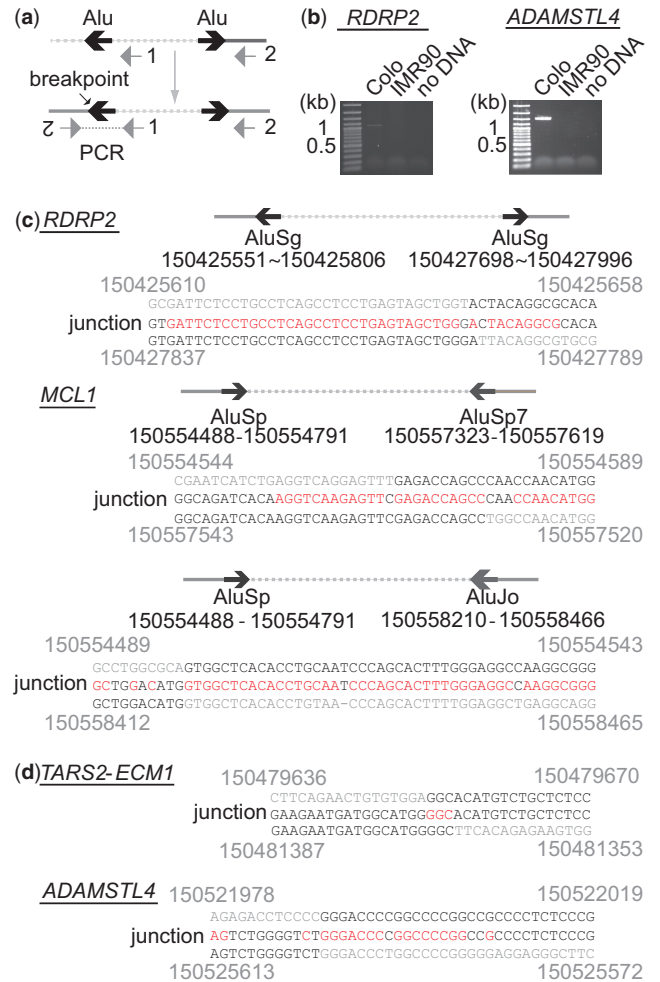 (a) Alu Alu
1 2
breakpoint
2 1 2
PCR
(b) RDRP2 ADAMSTL4
Colo IMR90 no DNA Colo IMR90 no DNA
(kb) (kb)
1 1
0.5 0.5
(c) RDRP2
AluSg AluSg
150425551~150425806 150427698~150427996
150425610 150425658
GCGATTCTCCTGCCTCAGCCTCCTGAGTAGCTGGTACTACAGGCGCACA
junction GTGATTCTCCTGCCTCAGCCTCCTGAGTAGCTGGGACTACAGGCGCACA
GTGATTCTCCTGCCTCAGCCTCCTGAGTAGCTGGGATTACAGGCGTGCG
150427837 150427789
MCL1
AluSp AluSp7
150554488-150554791 150557323-150557619
150554544 150554589
CGAATCATCTGAGGTCAGGAGTTTGAGACCAGCCCAACCAACATGG
junction GGCAGATCACAAGGTCAAGAGTTCGAGACCAGCCCAACCAACATGG
GGCAGATCACAAGGTCAAGAGTTCGAGACCAGCCTGGCCAACATGG
150557543 150557520
AluSp AluJo
150554488 - 150554791 150558210 - 150558466
150554489 150554543
GCCTGGCGCAGTGGCTCACACCTGCAATCCCAGCACTTTGGGAGGCCAAGGCGGG
junction GCTGGACATGGTGGCTCACACCTGCAATCCCAGCACTTTGGGAGGCCAAGGCGGG
GCTGGACATGGTGGCTCACACCTGTAA-CCCAGCACTTTTGGAGGCTGAGGCAGG
150558412 150558465
(d) TARS2-ECM1
150479636 150479670
CTTCAGAACTGTGTGGAGGCACATGTCTGCTCTCC
junction GAAGAATGATGGCATGGGGCACATGTCTGCTCTCC
GAAGAATGATGGCATGGGGCTTCACAGAGAAGTGG
150481387 150481353
ADAMSTL4
150521978 150522019
AGAGACCTCCCCGGGACCCCGGCCCCGGCCGCCCCTCTCCCG
junction AGTCTGGGGTCTGGGACCCCGGCCCCGGCCGCCCCTCTCCCG
AGTCTGGGGTCTGGGACCCTGGCCCCGGGGGAGGAGGGCTTC
150525613 150525572